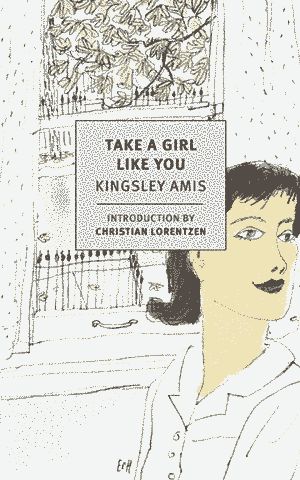 TAKE A GIRL
LIKE YOU
KINGSLEY AMIS
INTRODUCTION BY
CHRISTIAN LORENTZEN